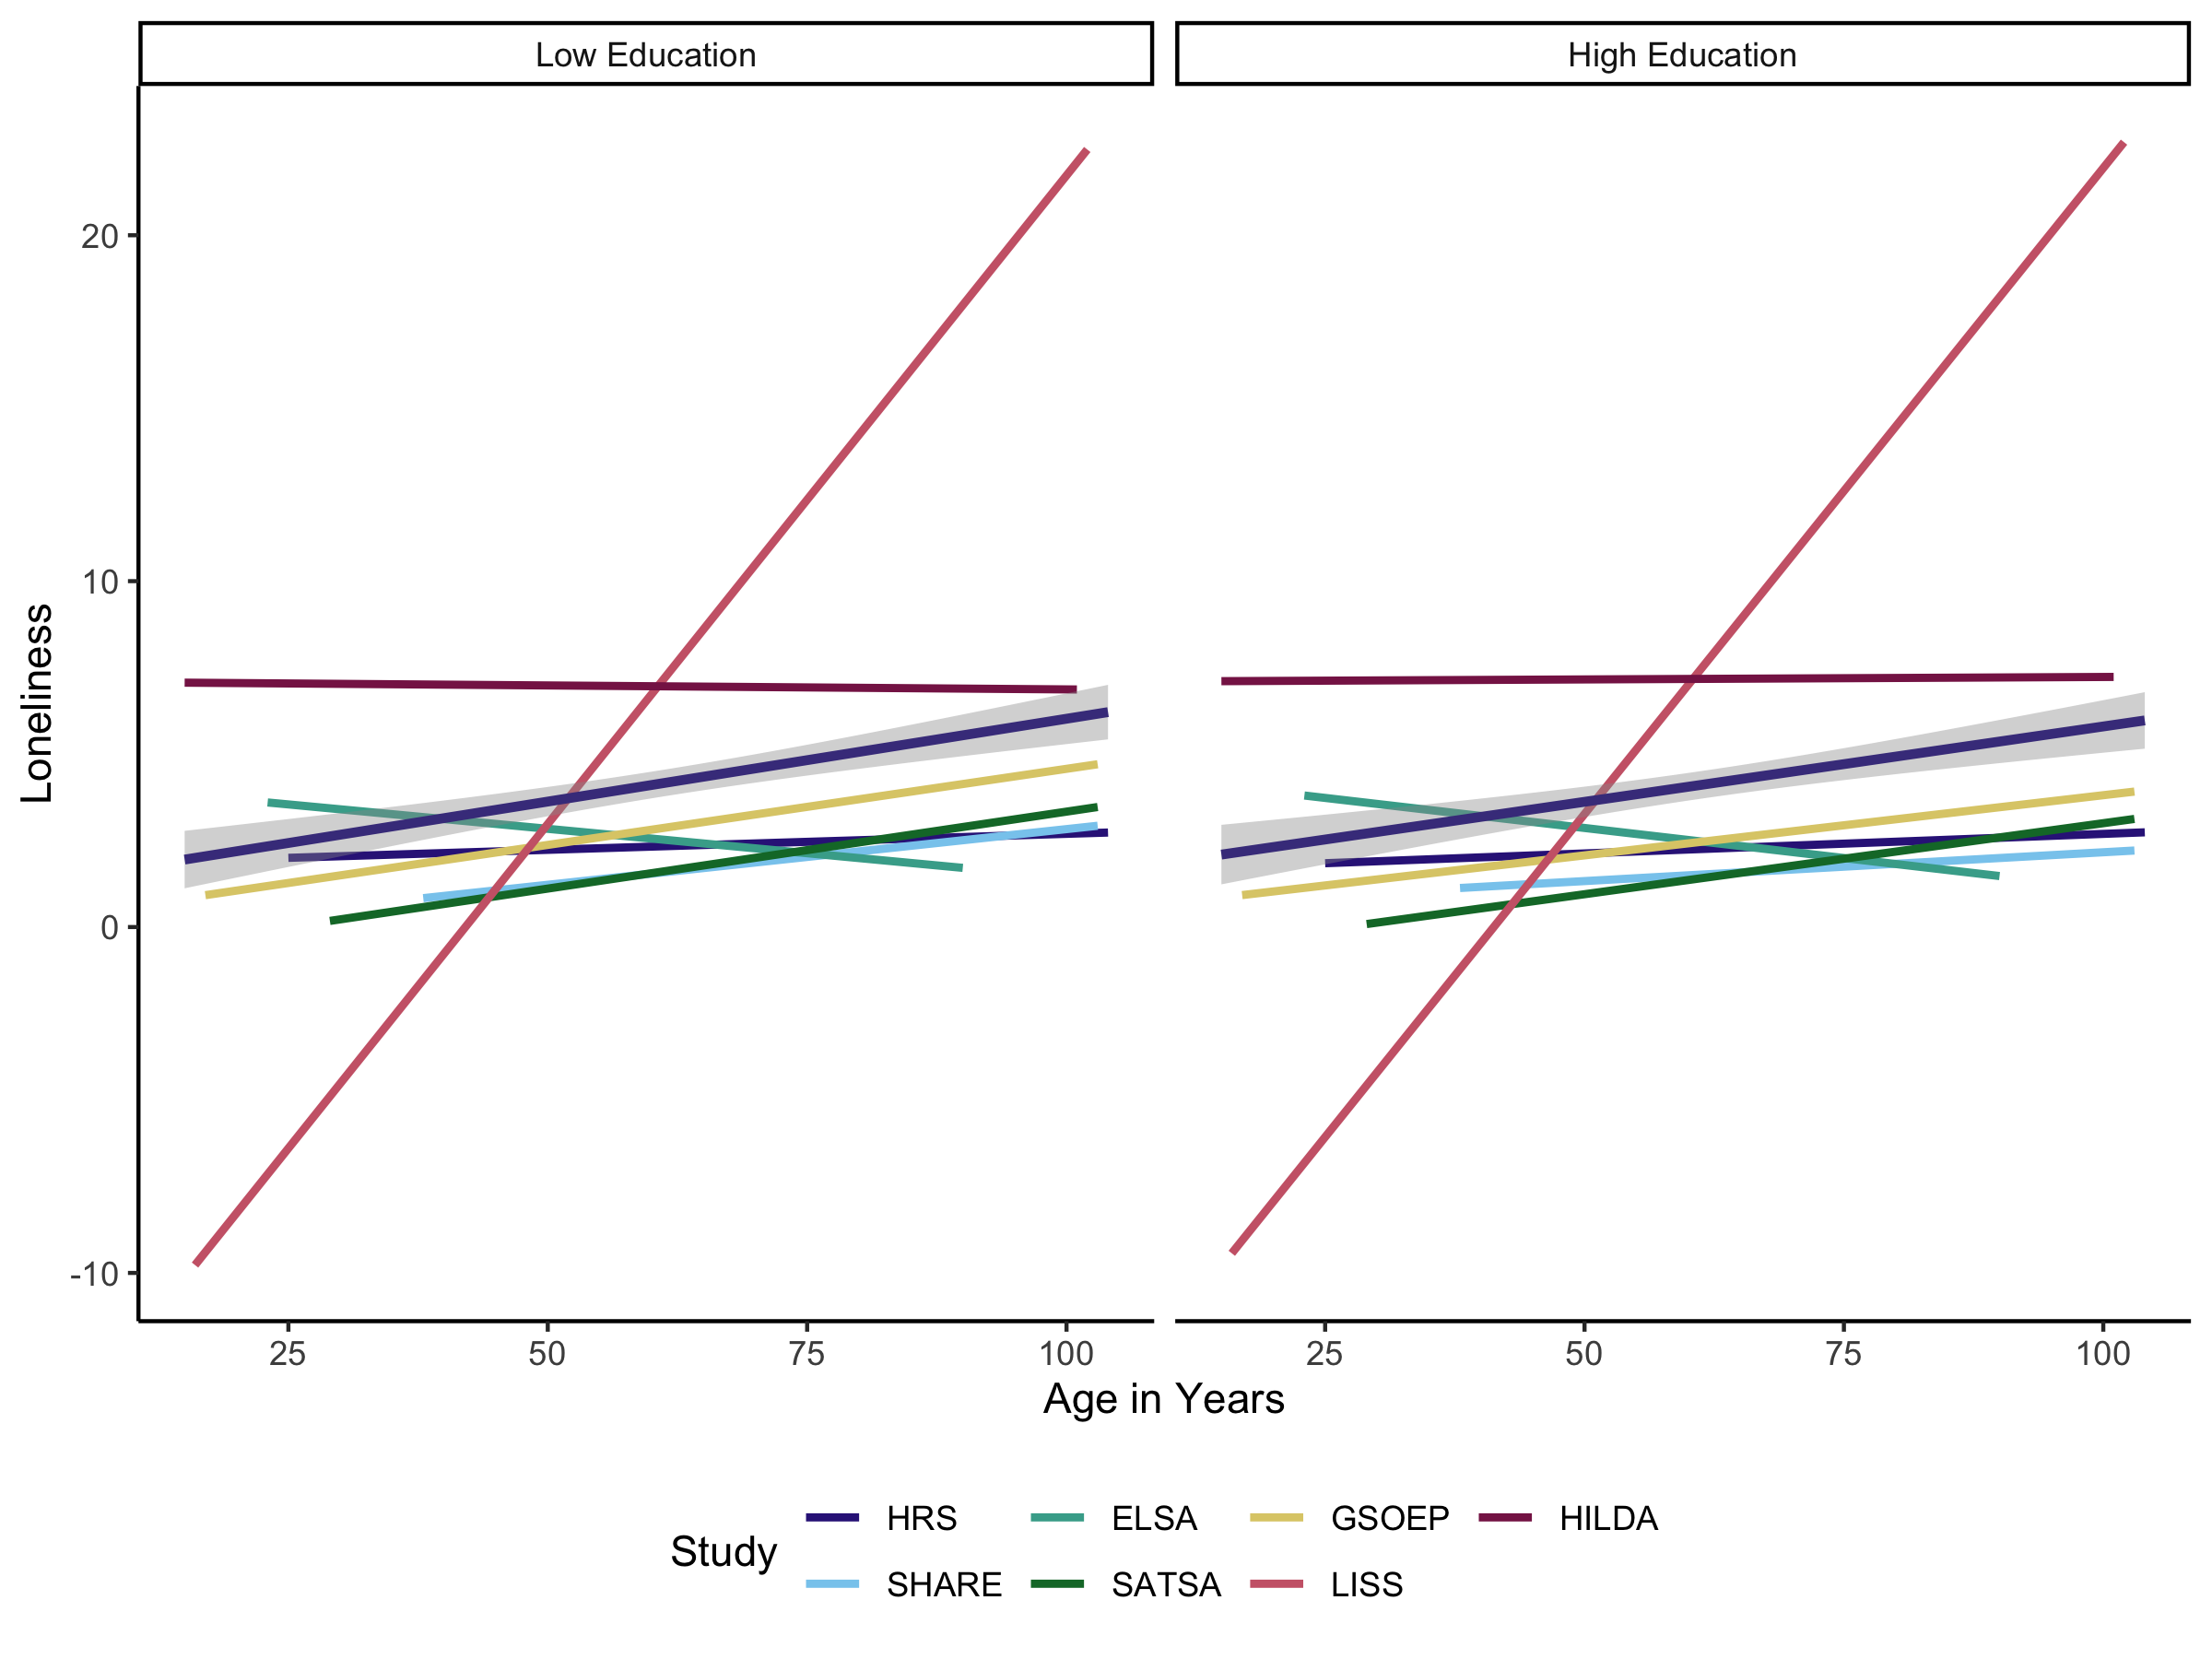 Low Education
High Education
20
10
0
-10
Loneliness
25 50 75 100
25 50 75 100
Age in Years
Study
HRS ELSA GSOEP HILDA
SHARE SATSA LISS